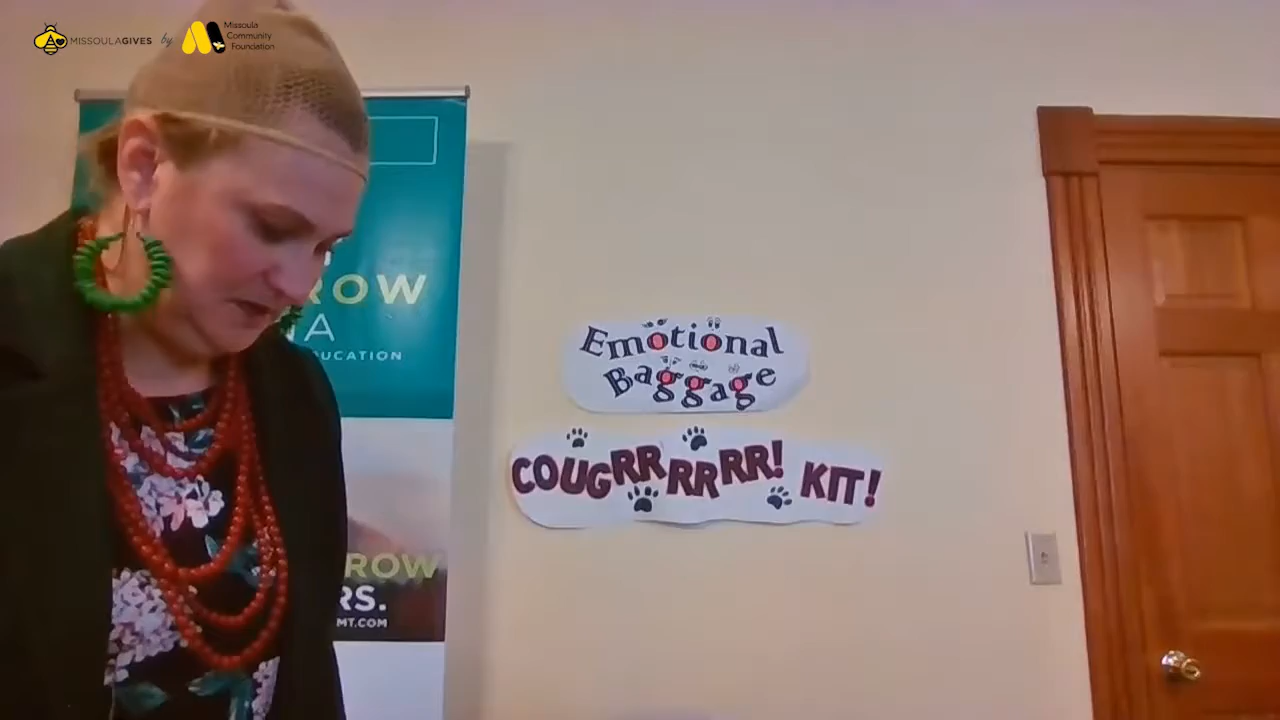 MISSOULAGIVES by Missoula
Community
Foundation
ROW
A
UCATION
Emotional
Baggage
COUGRRRRRR! KIT!
ROW
RS.
MT.COM